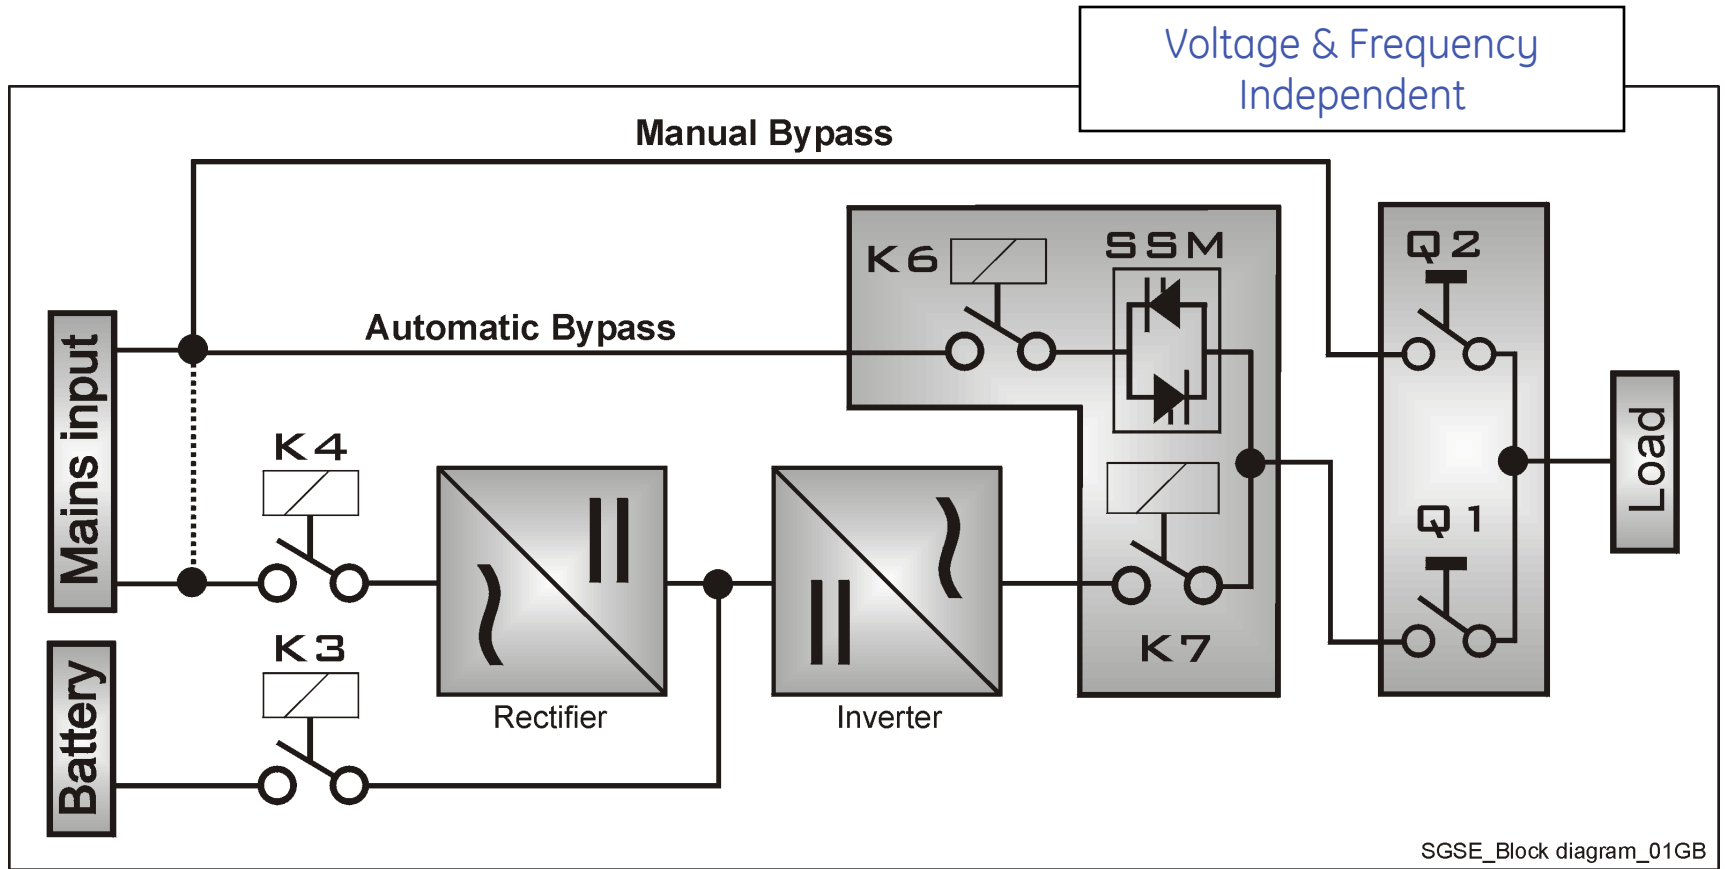 Voltage & Frequency
Independent
Manual Bypass
K6
SSM
Q2
Automatic Bypass
Mains input
K4
Load
Q1
K3
K7
Battery
Rectifier
Inverter
SGSE_Block diagram_01GB